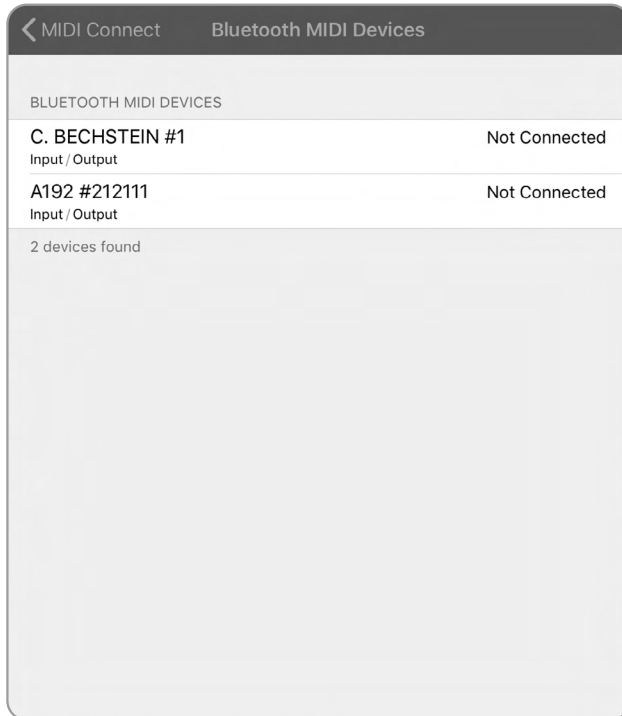 MIDI Connect Bluetooth MIDI Devices
BLUETOOTH MIDI DEVICES
C. BECHSTEIN #1 Not Connected
Input / Output
A192 #212111 Not Connected
Input / Output
2 devices found